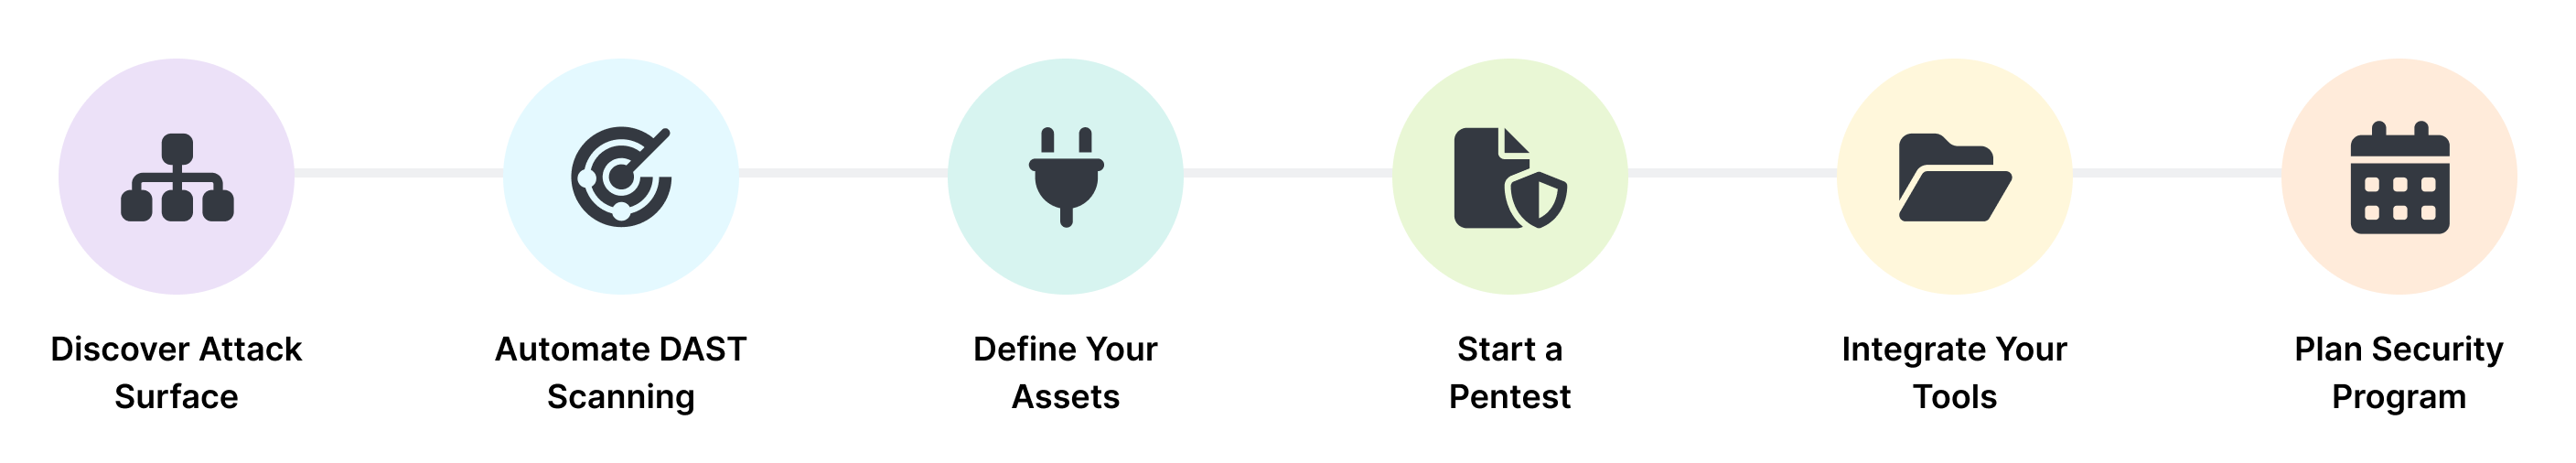 Discover Attack
Surface
Automate DAST
Scanning
Define Your
Assets
Start a
Pentest
Integrate Your
Tools
Plan Security
Program